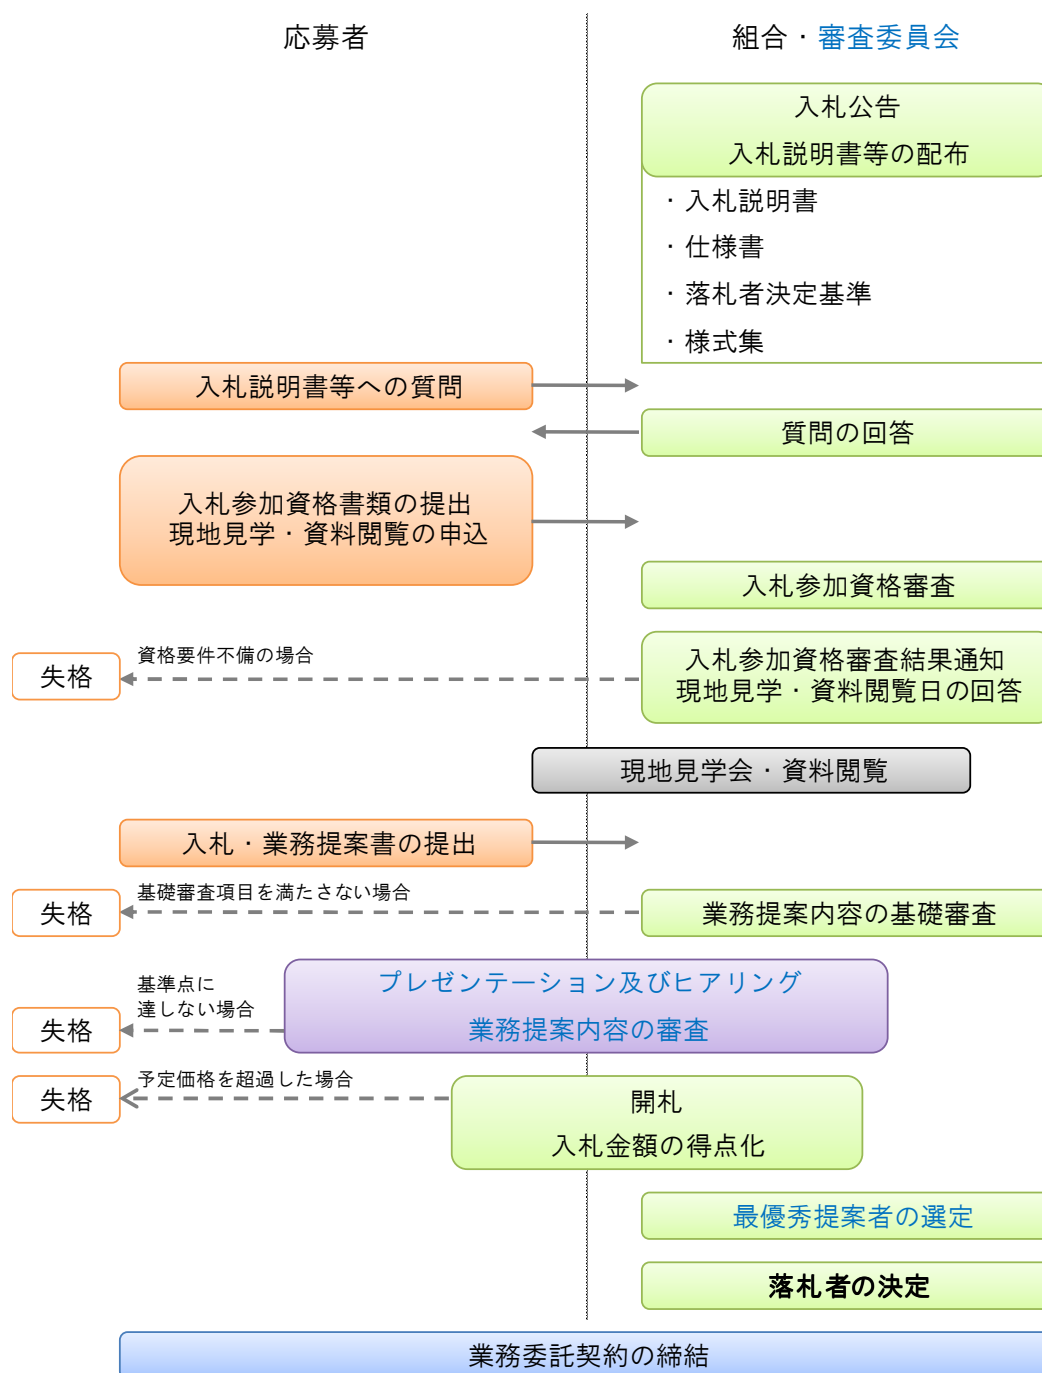 応募者
組合・審査委員会
入札公告
入札説明書等の配布
・入札説明書
・仕様書
・落札者決定基準
・様式集
入札説明書等への質問
質問の回答
入札参加資格書類の提出
現地見学・資料閲覧の申込
入札参加資格審査
失格
資格要件不備の場合
入札参加資格審査結果通知
現地見学・資料閲覧日の回答
現地見学会・資料閲覧
入札・業務提案書の提出
失格
基礎審査項目を満たさない場合
業務提案内容の基礎審査
プレゼンテーション及びヒアリング
業務提案内容の審査
基準点に
達しない場合
失格
予定価格を超過した場合
失格
開札
入札金額の得点化
最優秀提案者の選定
落札者の決定
業務委託契約の締結